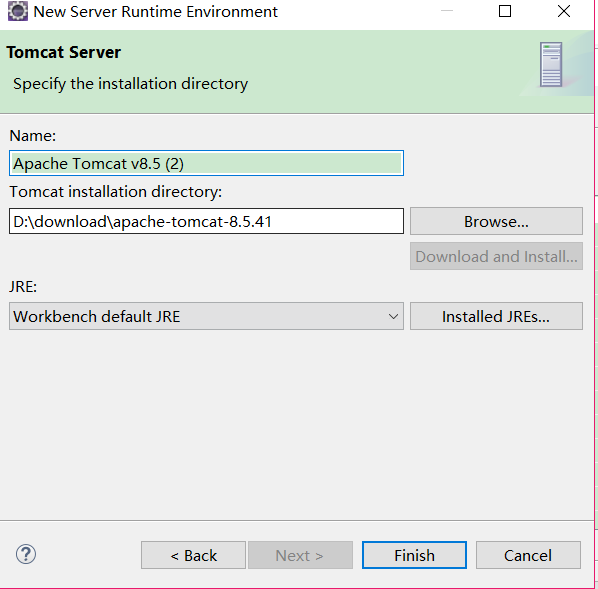 New Server Runtime Environment
Tomcat Server
Specify the installation directory
Name:
Apache Tomcat v8.5 (2)
Tomcat installation directory:
D:\download\apache-tomcat-8.5.41
Browse...
Download and Install...
JRE:
Workbench default JRE
Installed JREs...
?
< Back
Next >
Finish
Cancel